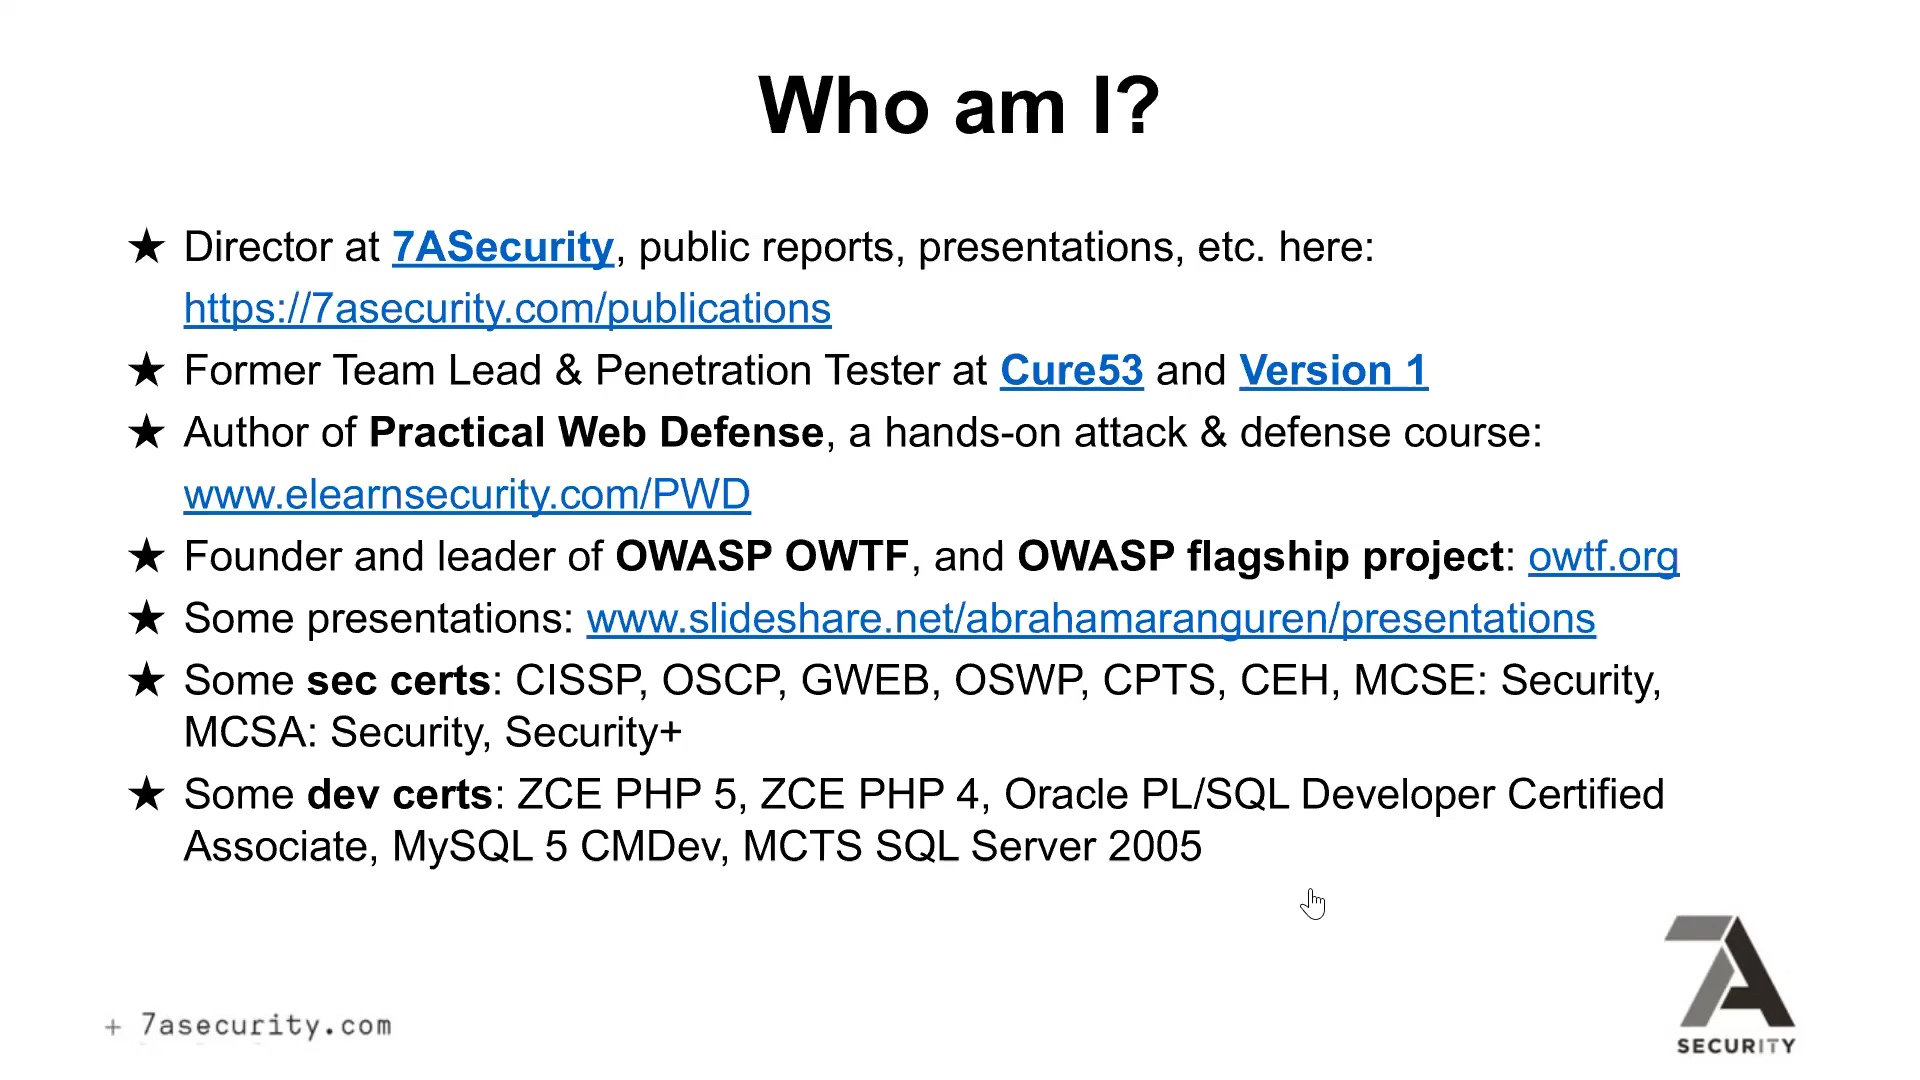 Who am I?
★ Director at 7ASecurity, public reports, presentations, etc. here:
https://7asecurity.com/publications
★ Former Team Lead & Penetration Tester at Cure53 and Version 1
★ Author of Practical Web Defense, a hands-on attack & defense course:
www.elearnsecurity.com/PWD
★ Founder and leader of OWASP OWTF, and OWASP flagship project: owtf.org
★ Some presentations: www.slideshare.net/abrahamaranguren/presentations
★ Some sec certs: CISSP, OSCP, GWEB, OSWP, CPTS, CEH, MCSE: Security,
MCSA: Security, Security+
★ Some dev certs: ZCE PHP 5, ZCE PHP 4, Oracle PL/SQL Developer Certified
Associate, MySQL 5 CMDev, MCTS SQL Server 2005
+ 7asecurity.com
7A
SECURITY